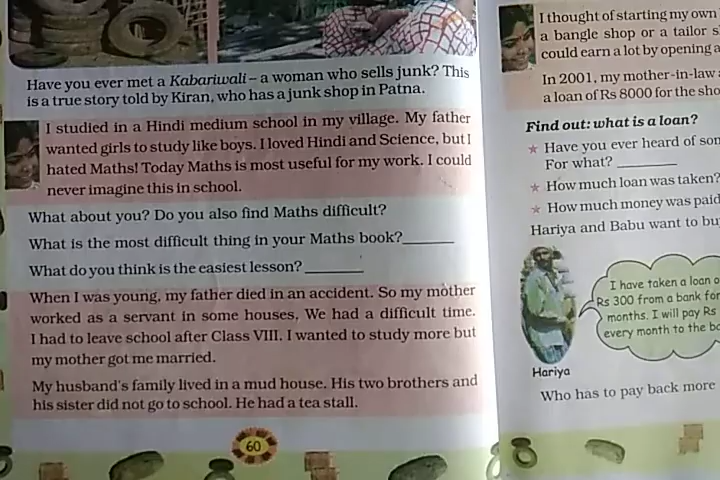 Have you ever met a Kabariwali – a woman who sells junk? This
is a true story told by Kiran, who has a junk shop in Patna.
I studied in a Hindi medium school in my village. My father
wanted girls to study like boys. I loved Hindi and Science, but I
hated Maths! Today Maths is most useful for my work. I could
never imagine this in school.
What about you? Do you also find Maths difficult?
What is the most difficult thing in your Maths book?______
What do you think is the easiest lesson?______
When I was young, my father died in an accident. So my mother
worked as a servant in some houses. We had a difficult time.
I had to leave school after Class VIII. I wanted to study more but
my mother got me married.
My husband's family lived in a mud house. His two brothers and
his sister did not go to school. He had a tea stall.
60
I thought of starting my own
a bangle shop or a tailor
could earn a lot by opening a
In 2001, my mother-in-law
a loan of Rs 8000 for the
Find out: what is a loan?
★ Have you ever heard of
For what? ______
★ How much loan was taken?
★ How much money was paid
Hariya and Babu want to
I have taken a loan
Rs 300 from a bank for
months. I will pay Rs
every month to the
Hariya
Who has to pay back more